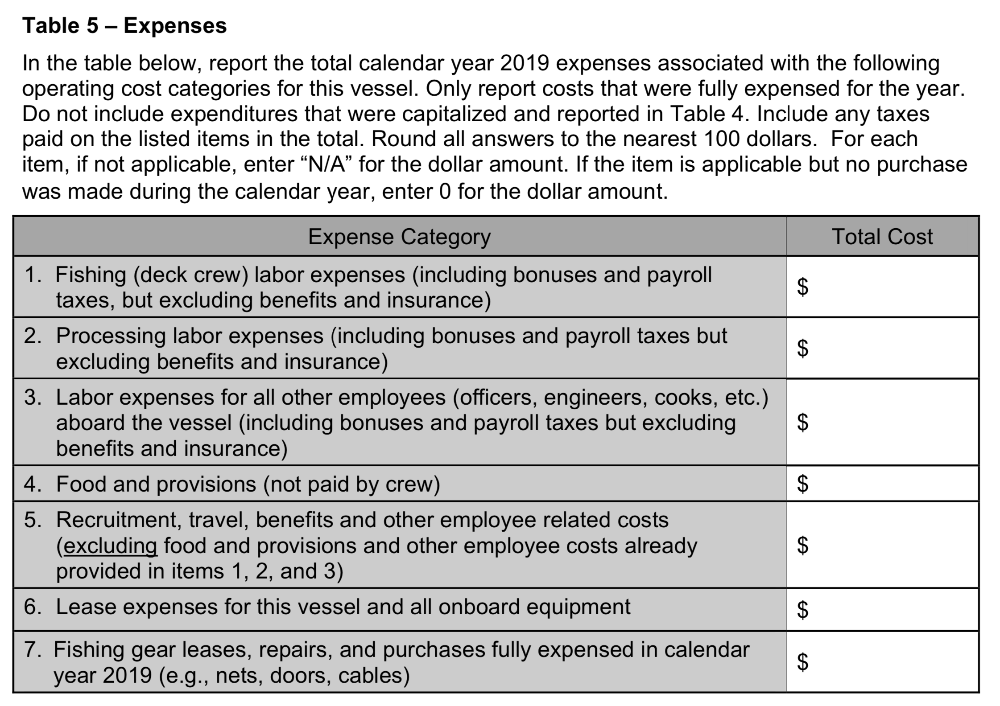 Table 5 – Expenses
In the table below, report the total calendar year 2019 expenses associated with the following
operating cost categories for this vessel. Only report costs that were fully expensed for the year.
Do not include expenditures that were capitalized and reported in Table 4. Include any taxes
paid on the listed items in the total. Round all answers to the nearest 100 dollars.  For each
item, if not applicable, enter “N/A” for the dollar amount. If the item is applicable but no purchase
was made during the calendar year, enter 0 for the dollar amount.
Expense Category Total Cost
1. Fishing (deck crew) labor expenses (including bonuses and payroll
taxes, but excluding benefits and insurance)
$
2. Processing labor expenses (including bonuses and payroll taxes but
excluding benefits and insurance)
$
3. Labor expenses for all other employees (officers, engineers, cooks, etc.)
aboard the vessel (including bonuses and payroll taxes but excluding
benefits and insurance)
$
4. Food and provisions (not paid by crew) $
5. Recruitment, travel, benefits and other employee related costs
(excluding food and provisions and other employee costs already
provided in items 1, 2, and 3)
$
6. Lease expenses for this vessel and all onboard equipment $
7. Fishing gear leases, repairs, and purchases fully expensed in calendar
year 2019 (e.g., nets, doors, cables)
$